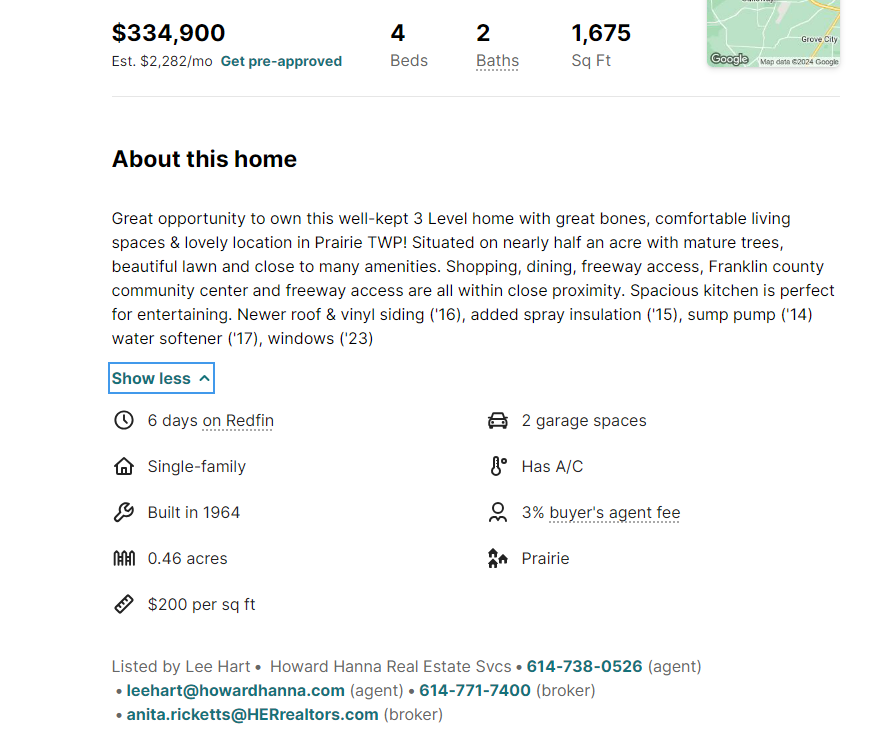 $334,900
Est. $2,282/mo Get pre-approved
4
Beds
2
Baths
1,675
Sq Ft
Grove City
Google
Map data ©2024 Google
About this home
Great opportunity to own this well-kept 3 Level home with great bones, comfortable living
spaces & lovely location in Prairie TWP! Situated on nearly half an acre with mature trees,
beautiful lawn and close to many amenities. Shopping, dining, freeway access, Franklin county
community center and freeway access are all within close proximity. Spacious kitchen is perfect
for entertaining. Newer roof & vinyl siding ('16), added spray insulation ('15), sump pump ('14)
water softener ('17), windows ('23)
Show less
6 days on Redfin
2 garage spaces
Single-family
Has A/C
Built in 1964
3% buyer's agent fee
0.46 acres
Prairie
$200 per sq ft
Listed by Lee Hart • Howard Hanna Real Estate Svcs • 614-738-0526 (agent)
• leehart@howardhanna.com (agent) • 614-771-7400 (broker)
• anita.ricketts@HERrealtors.com (broker)